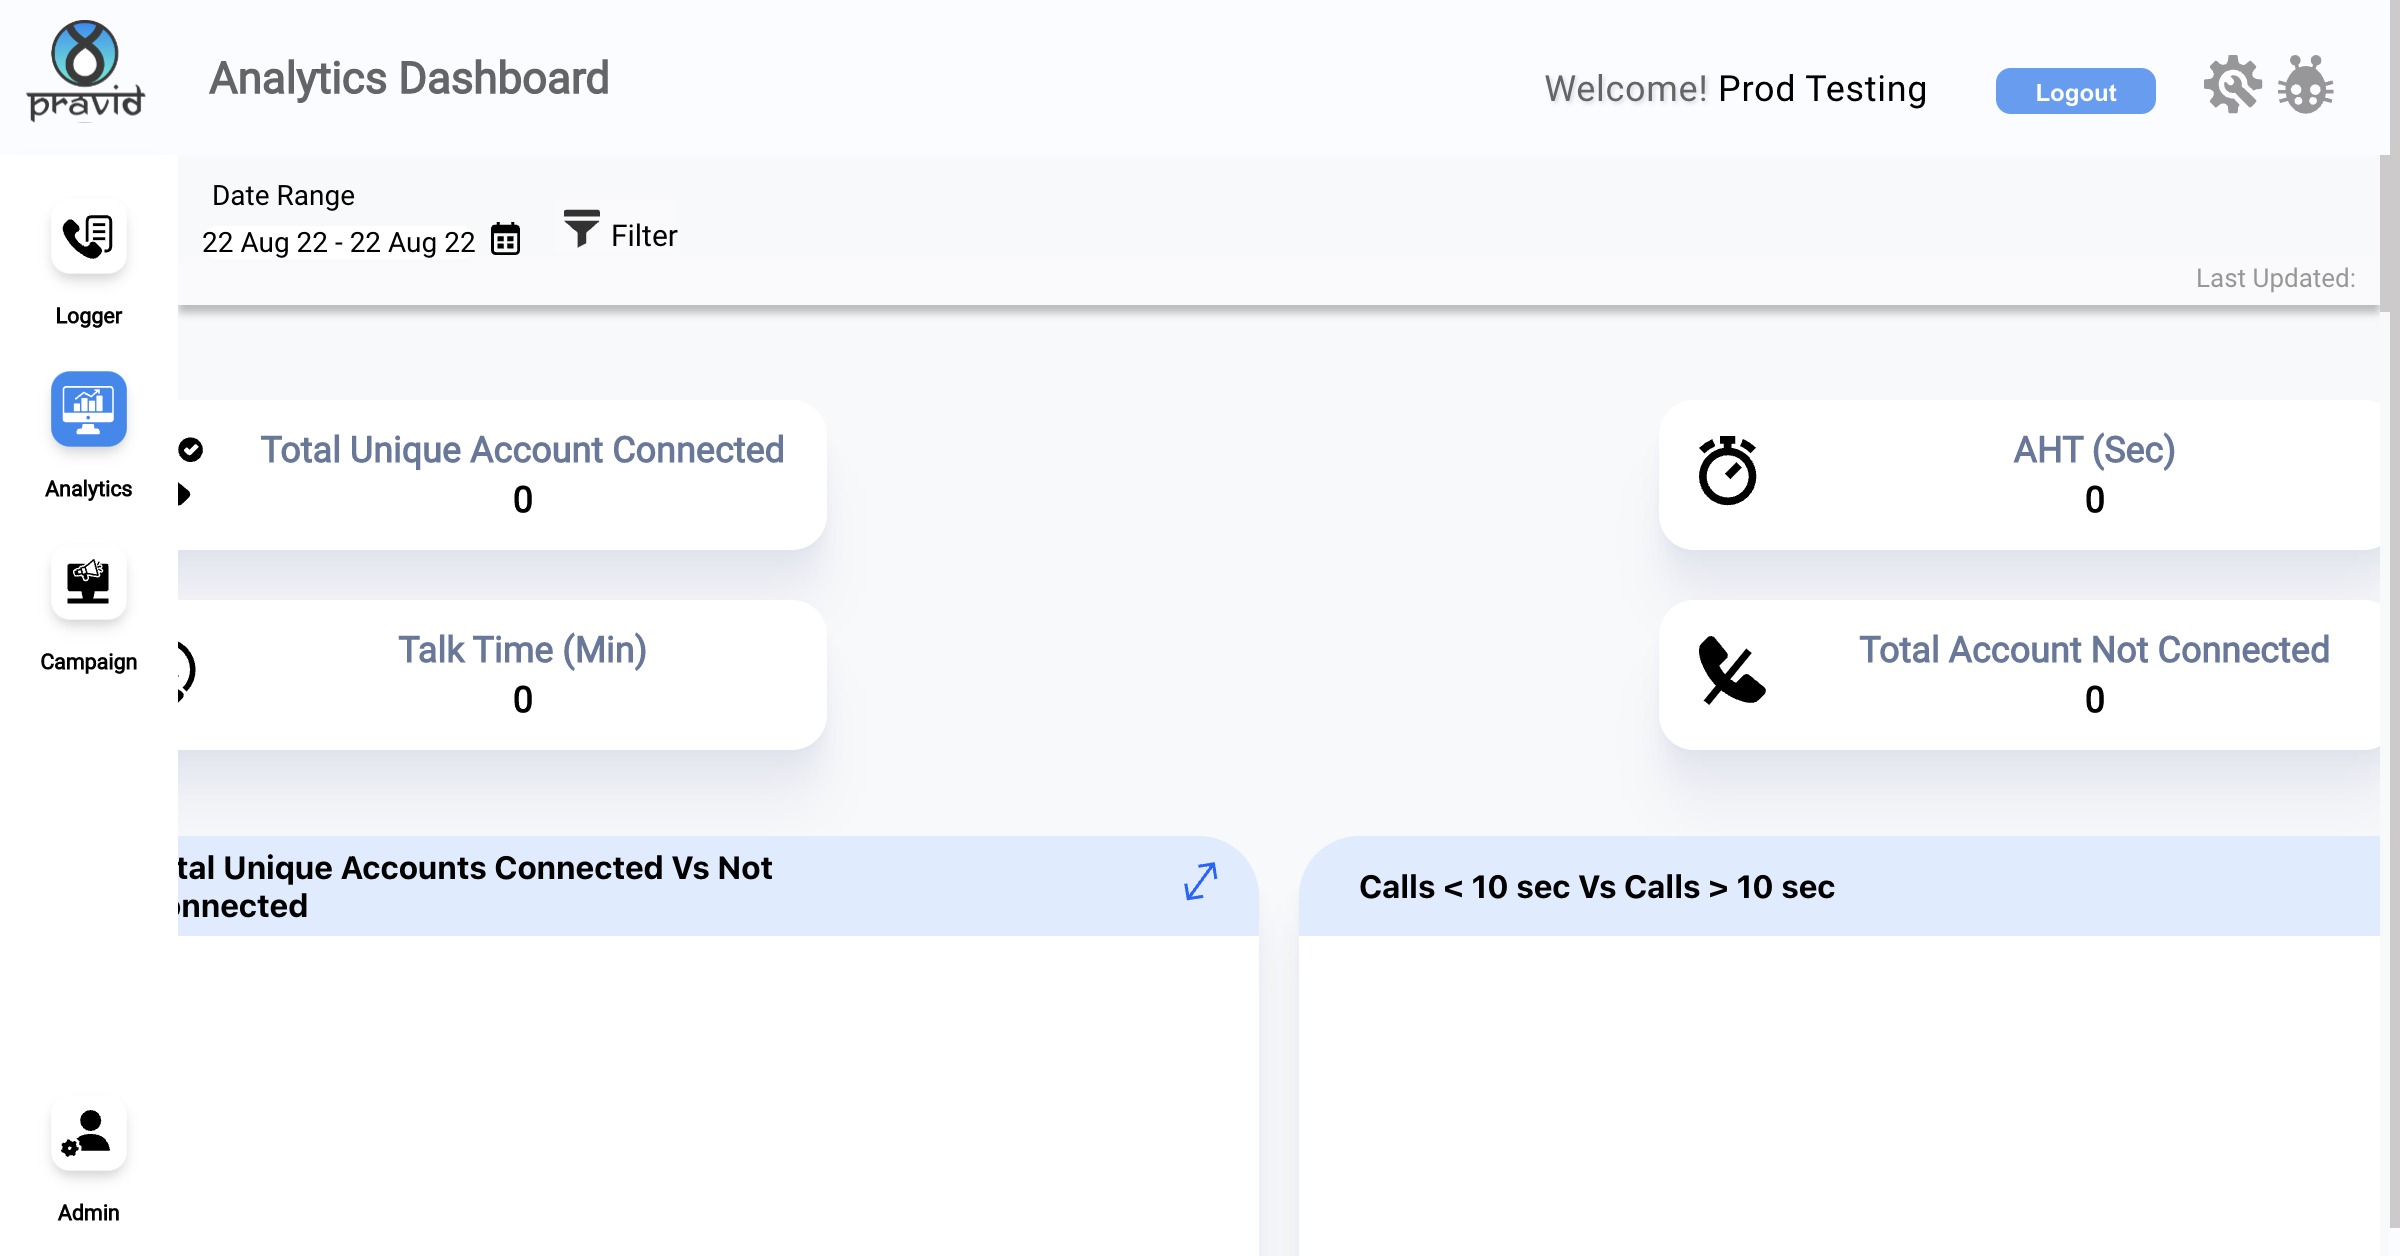 pravid
Analytics Dashboard
Welcome! Prod Testing
Logout
Date Range
22 Aug 22 - 22 Aug 22
Filter
Last Updated:
Logger
Analytics
Campaign
Admin
Total Unique Account Connected
0
AHT (Sec)
0
Talk Time (Min)
0
Total Account Not Connected
0
tal Unique Accounts Connected Vs Not
nnected
Calls < 10 sec Vs Calls > 10 sec